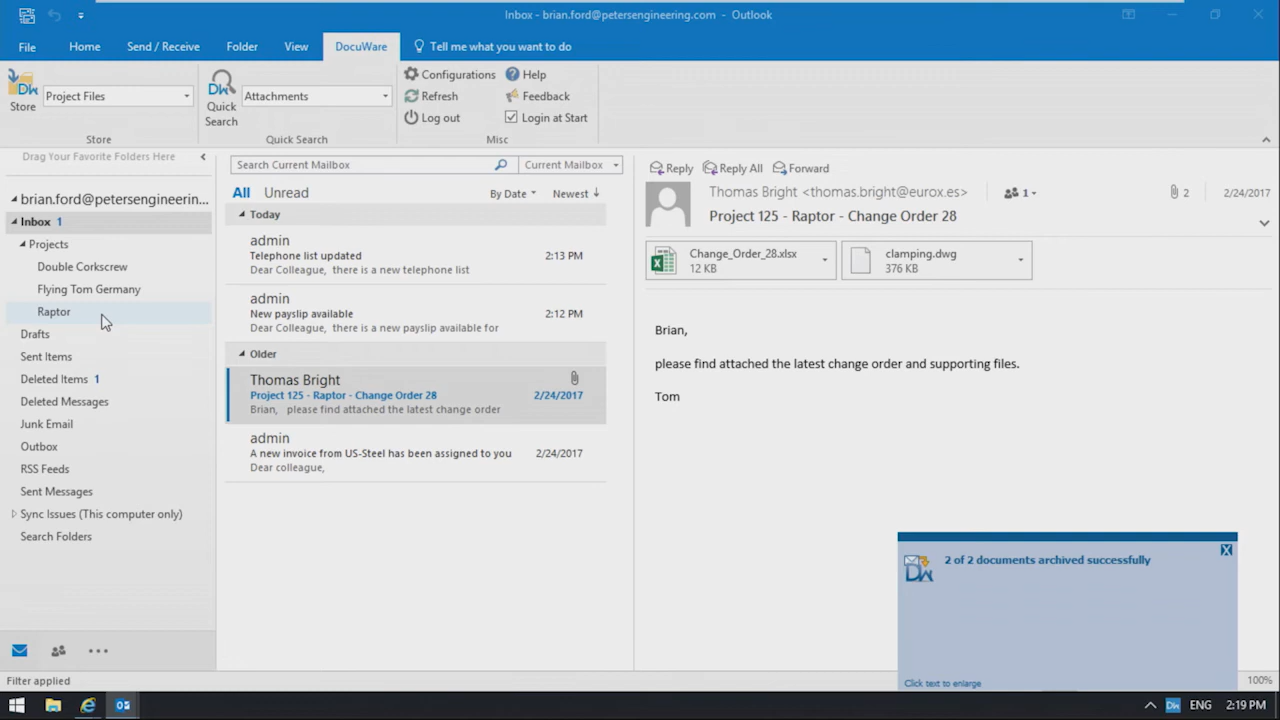 Inbox - brian.ford@petersengineering.com - Outlook
File
Home
Send / Receive
Folder
View
DocuWare
Tell me what you want to do
Store
Project Files
Store
DW
Quick
Search
Attachments
Quick Search
Configurations
Refresh
Log out
Help
Feedback
Login at Start
Misc
Drag Your Favorite Folders Here
brian.ford@petersengineerin...
Inbox 1
Projects
Double Corkscrew
Flying Tom Germany
Raptor
Drafts
Sent Items
Deleted Items 1
Deleted Messages
Junk Email
Outbox
RSS Feeds
Sent Messages
Sync Issues (This computer only)
Search Folders
Search Current Mailbox
Current Mailbox
All Unread
By Date
Newest
Today
admin
Telephone list updated 2:13 PM
Dear Colleague, there is a new telephone list
admin
New payslip available 2:12 PM
Dear Colleague, there is a new payslip available for
Older
Thomas Bright
Project 125 - Raptor - Change Order 28 2/24/2017
Brian, please find attached the latest change order
admin
A new invoice from US-Steel has been assigned to you 2/24/2017
Dear colleague,
Reply
Reply All
Forward
Thomas Bright <thomas.bright@eurox.es>
1
2
2/24/2017
Project 125 - Raptor - Change Order 28
Change_Order_28.xlsx
12 KB
clamping.dwg
376 KB
Brian,
please find attached the latest change order and supporting files.
Tom
2 of 2 documents archived successfully
X
DW
Click text to enlarge
Filter applied
100%
DW
ENG
2:19 PM